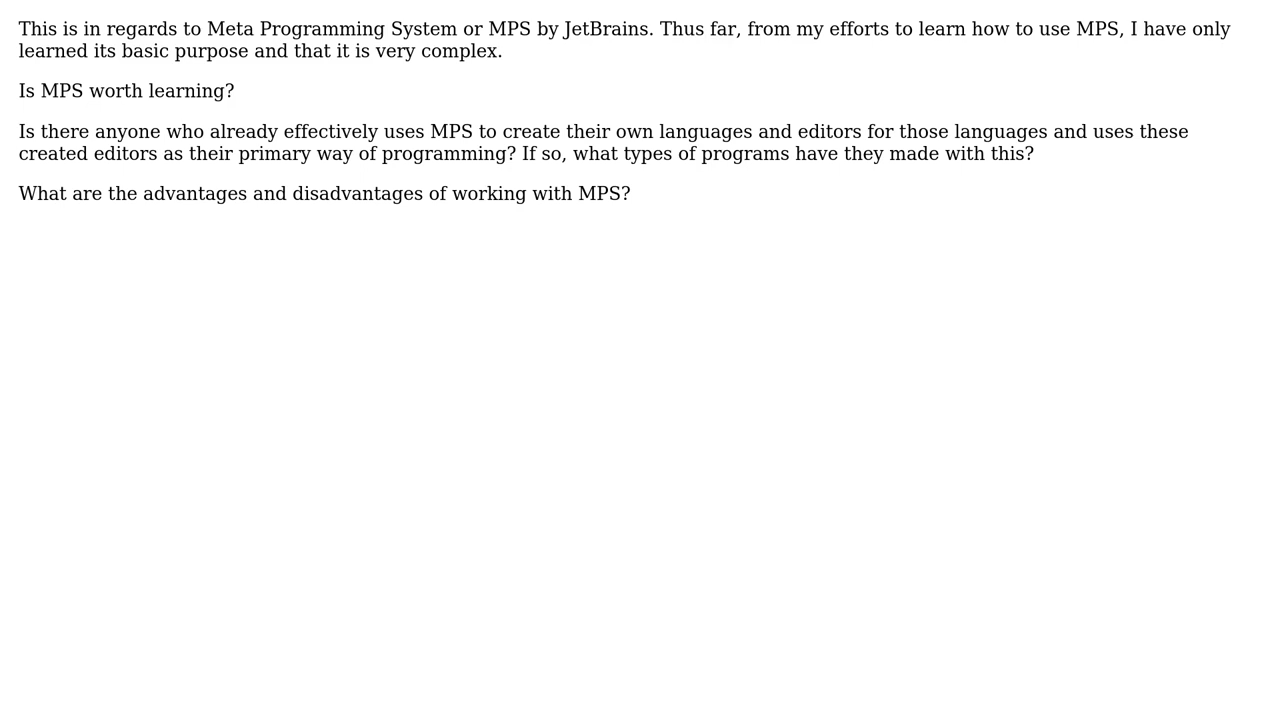 This is in regards to Meta Programming System or MPS by JetBrains. Thus far, from my efforts to learn how to use MPS, I have only
learned its basic purpose and that it is very complex.
Is MPS worth learning?
Is there anyone who already effectively uses MPS to create their own languages and editors for those languages and uses these
created editors as their primary way of programming? If so, what types of programs have they made with this?
What are the advantages and disadvantages of working with MPS?